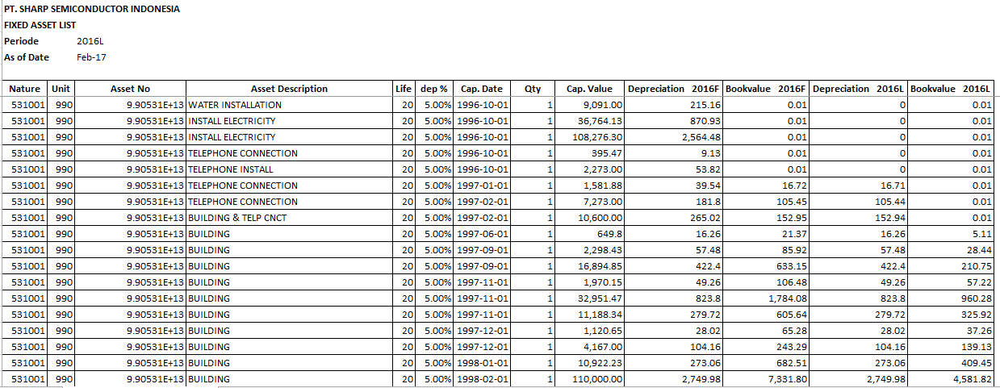 PT. SHARP SEMICONDUCTOR INDONESIA
FIXED ASSET LIST
Periode 2016L
As of Date Feb-17
Nature Unit Asset No Asset Description Life dep % Cap. Date Qty Cap. Value Depreciation 2016F Bookvalue 2016F Depreciation 2016L Bookvalue 2016L
531001 990 9.90531E+13 WATER INSTALLATION 20 5.00% 1996-10-01 1 9,091.00 215.16 0.01 0 0.01
531001 990 9.90531E+13 INSTALL ELECTRICITY 20 5.00% 1996-10-01 1 36,764.13 870.93 0.01 0 0.01
531001 990 9.90531E+13 INSTALL ELECTRICITY 20 5.00% 1996-10-01 1 108,276.30 2,564.48 0.01 0 0.01
531001 990 9.90531E+13 TELEPHONE CONNECTION 20 5.00% 1996-10-01 1 395.47 9.13 0.01 0 0.01
531001 990 9.90531E+13 TELEPHONE INSTALL 20 5.00% 1996-10-01 1 2,273.00 53.82 0.01 0 0.01
531001 990 9.90531E+13 TELEPHONE CONNECTION 20 5.00% 1997-01-01 1 1,581.88 39.54 16.72 16.71 0.01
531001 990 9.90531E+13 TELEPHONE CONNECTION 20 5.00% 1997-02-01 1 7,273.00 181.8 105.45 105.44 0.01
531001 990 9.90531E+13 BUILDING & TELP CNCT 20 5.00% 1997-02-01 1 10,600.00 265.02 152.95 152.94 0.01
531001 990 9.90531E+13 BUILDING 20 5.00% 1997-06-01 1 649.8 16.26 21.37 16.26 5.11
531001 990 9.90531E+13 BUILDING 20 5.00% 1997-09-01 1 2,298.43 57.48 85.92 57.48 28.44
531001 990 9.90531E+13 BUILDING 20 5.00% 1997-09-01 1 16,894.85 422.4 633.15 422.4 210.75
531001 990 9.90531E+13 BUILDING 20 5.00% 1997-11-01 1 1,970.15 49.26 106.48 49.26 57.22
531001 990 9.90531E+13 BUILDING 20 5.00% 1997-11-01 1 32,951.47 823.8 1,784.08 823.8 960.28
531001 990 9.90531E+13 BUILDING 20 5.00% 1997-11-01 1 11,188.34 279.72 605.64 279.72 325.92
531001 990 9.90531E+13 BUILDING 20 5.00% 1997-12-01 1 1,120.65 28.02 65.28 28.02 37.26
531001 990 9.90531E+13 BUILDING 20 5.00% 1997-12-01 1 4,167.00 104.16 243.29 104.16 139.13
531001 990 9.90531E+13 BUILDING 20 5.00% 1998-01-01 1 10,922.23 273.06 682.51 273.06 409.45
531001 990 9.90531E+13 BUILDING 20 5.00% 1998-02-01 1 110,000.00 2,749.98 7,331.80 2,749.98 4,581.82